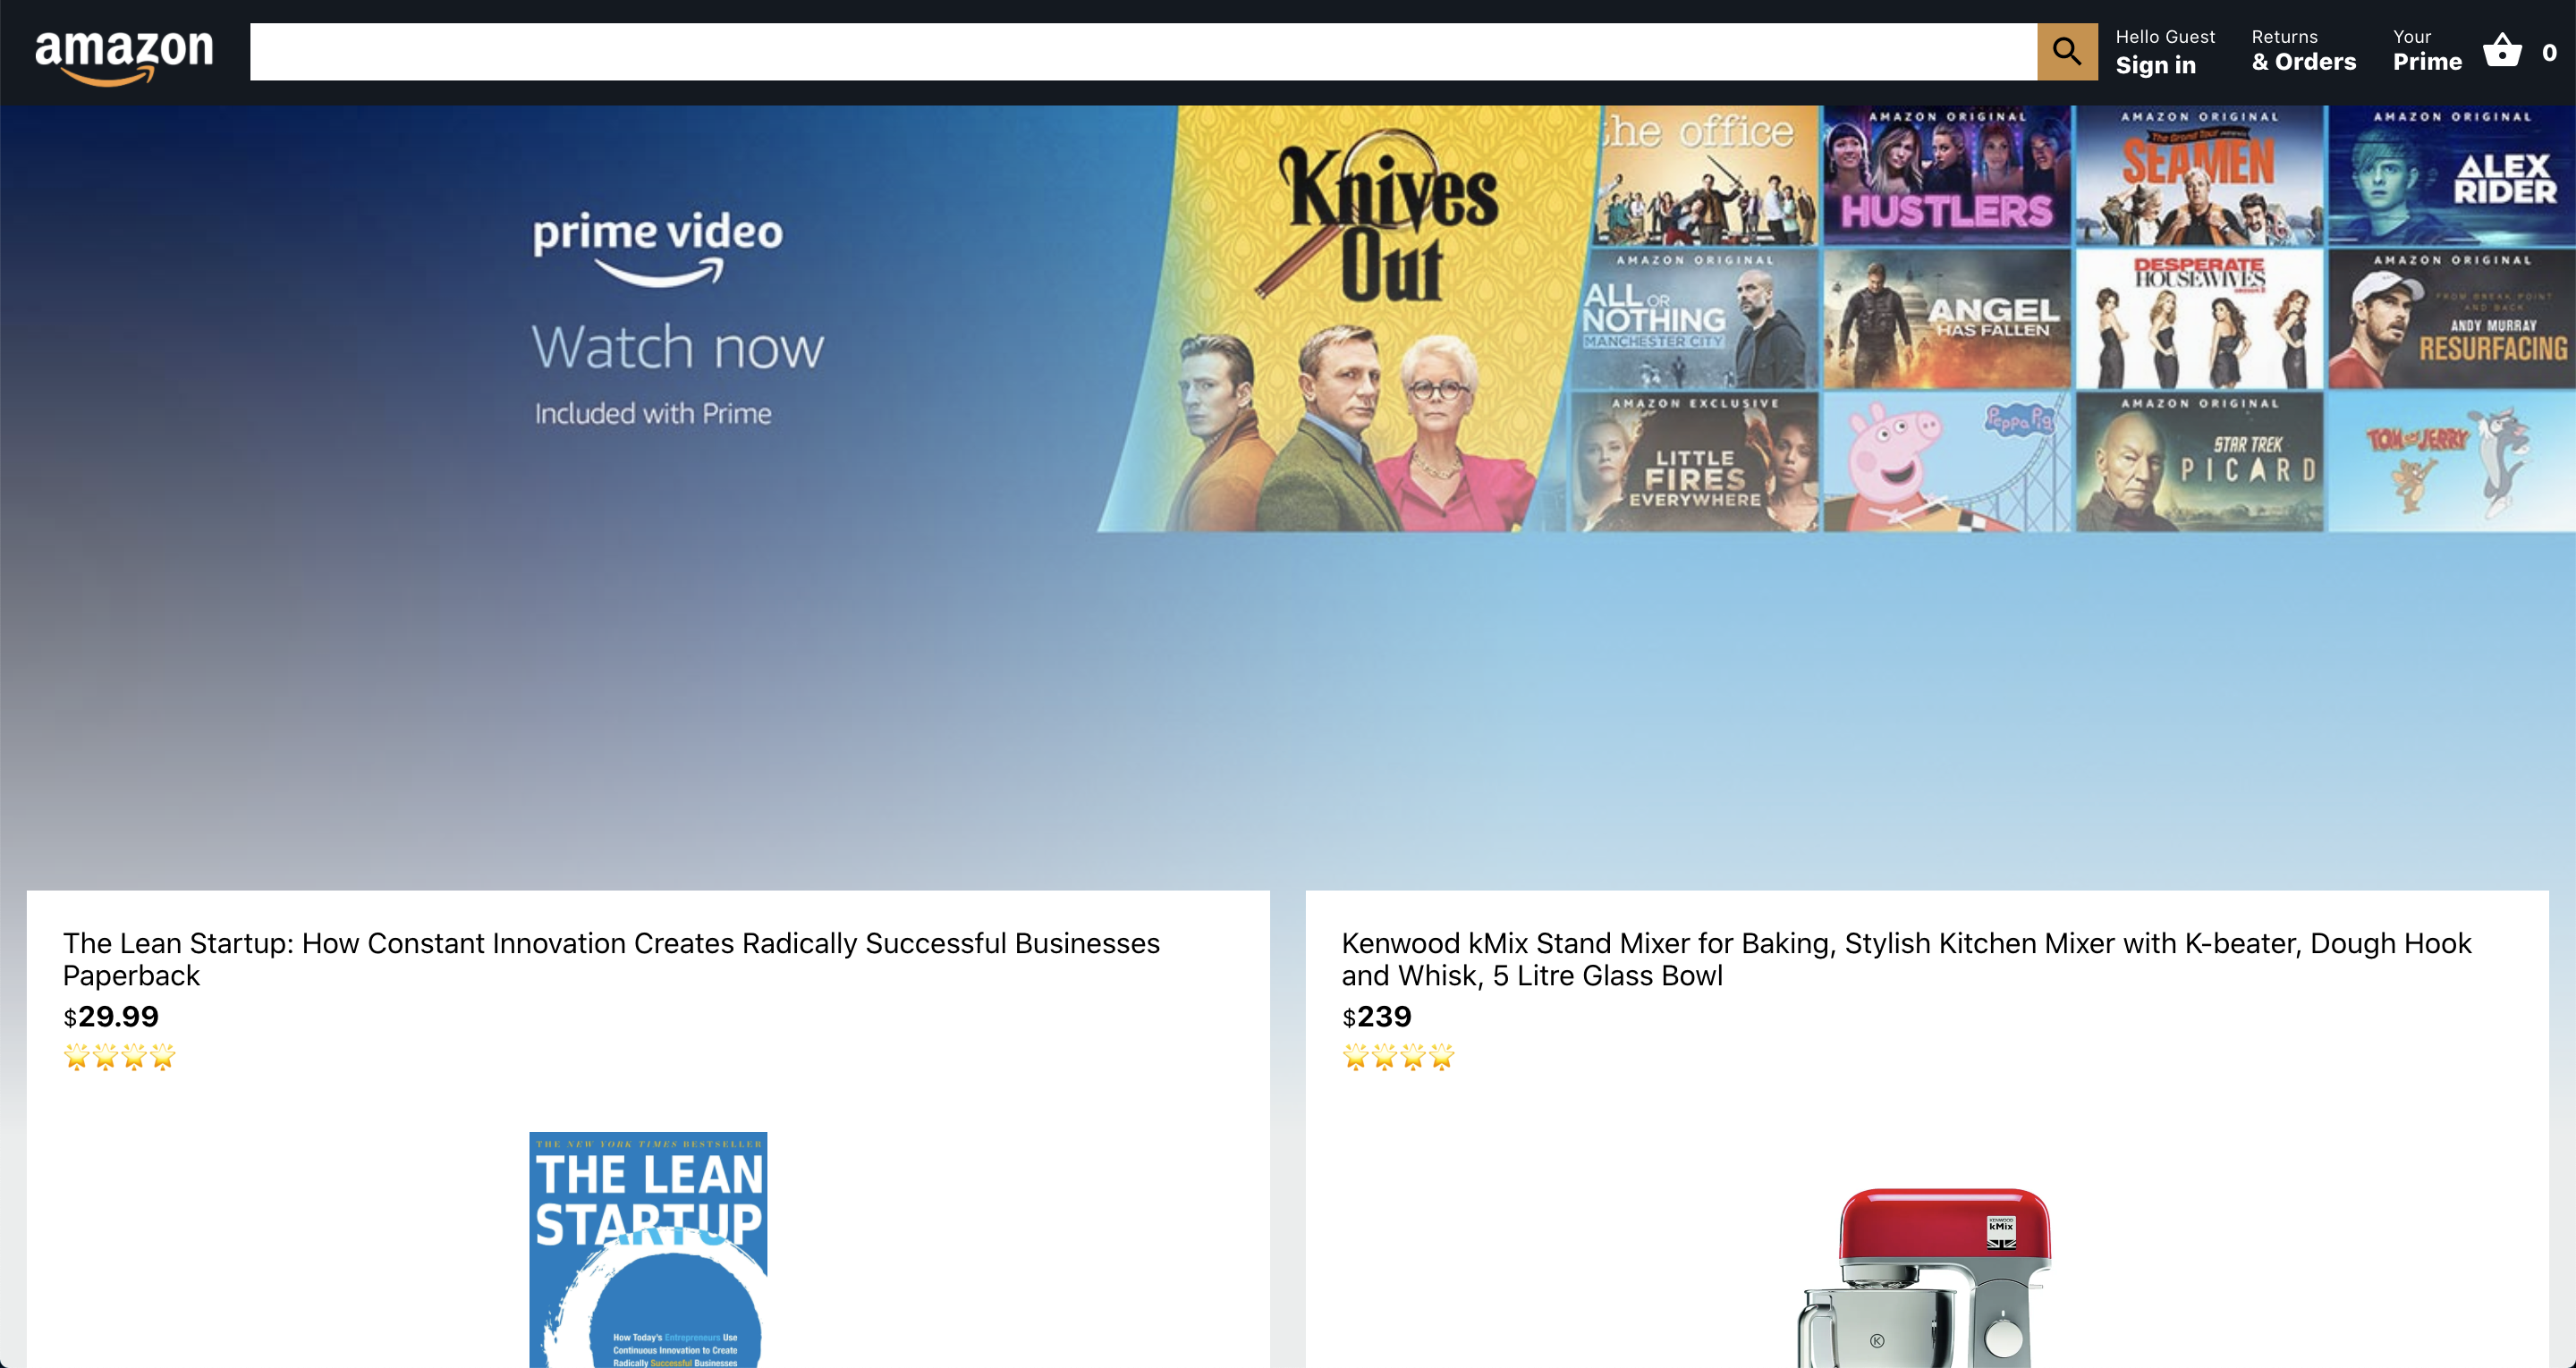 amazon
Hello Guest
Sign in
Returns
& Orders
Your
Prime
0
prime video
Watch now
Included with Prime
Knives
Out
the office
AMAZON ORIGINAL
HUSTLERS
AMAZON ORIGINAL
The Grand Tour
SEAMEN
AMAZON ORIGINAL
ALEX
RIDER
AMAZON ORIGINAL
ALL OR
NOTHING
MANCHESTER CITY
ANGEL
HAS FALLEN
DESPERATE
HOUSEWIVES
AMAZON ORIGINAL
FROM BREAK POINT
AND BACK
ANDY MURRAY
RESURFACING
AMAZON EXCLUSIVE
LITTLE
FIRES
EVERYWHERE
Peppa Pig
AMAZON ORIGINAL
STAR TREK
PICARD
TOM and JERRY
The Lean Startup: How Constant Innovation Creates Radically Successful Businesses
Paperback
$29.99
THE NEW YORK TIMES BESTSELLER
THE LEAN
STARTUP
How Today's Entrepreneurs Use
Continuous Innovation to Create
Radically Successful Businesses
Kenwood kMix Stand Mixer for Baking, Stylish Kitchen Mixer with K-beater, Dough Hook
and Whisk, 5 Litre Glass Bowl
$239
KENWOOD
kMix
K